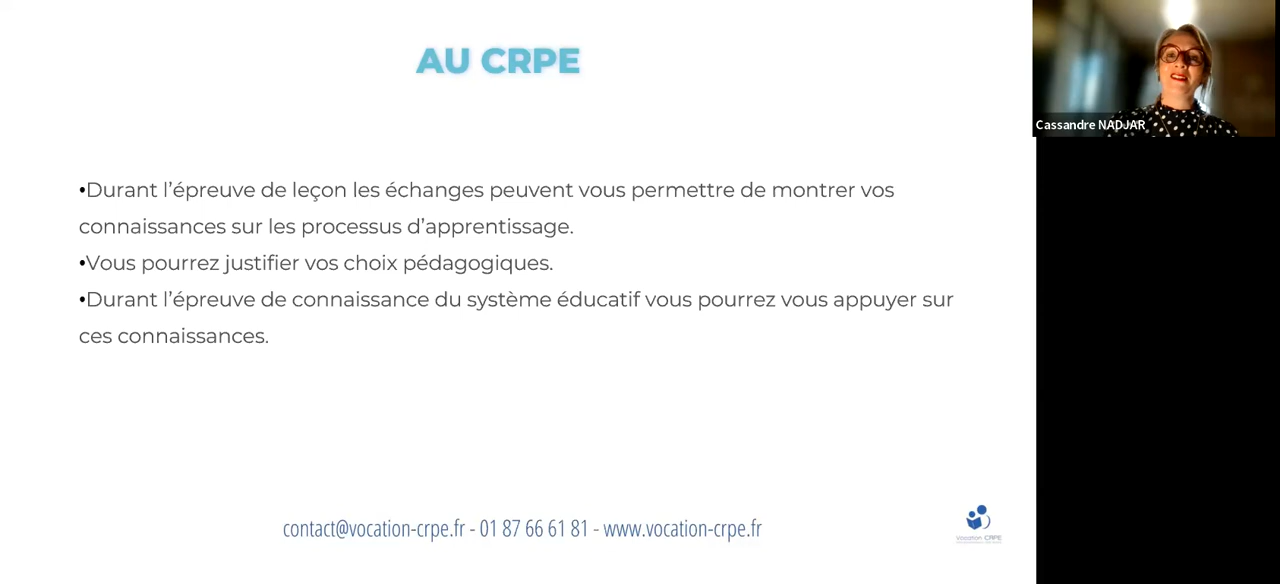 AU CRPE
Cassandre NADJAR
•Durant l’épreuve de leçon les échanges peuvent vous permettre de montrer vos
connaissances sur les processus d’apprentissage.
•Vous pourrez justifier vos choix pédagogiques.
•Durant l’épreuve de connaissance du système éducatif vous pourrez vous appuyer sur
ces connaissances.
contact@vocation-crpe.fr - 01 87 66 61 81 - www.vocation-crpe.fr
Vocation CRPE